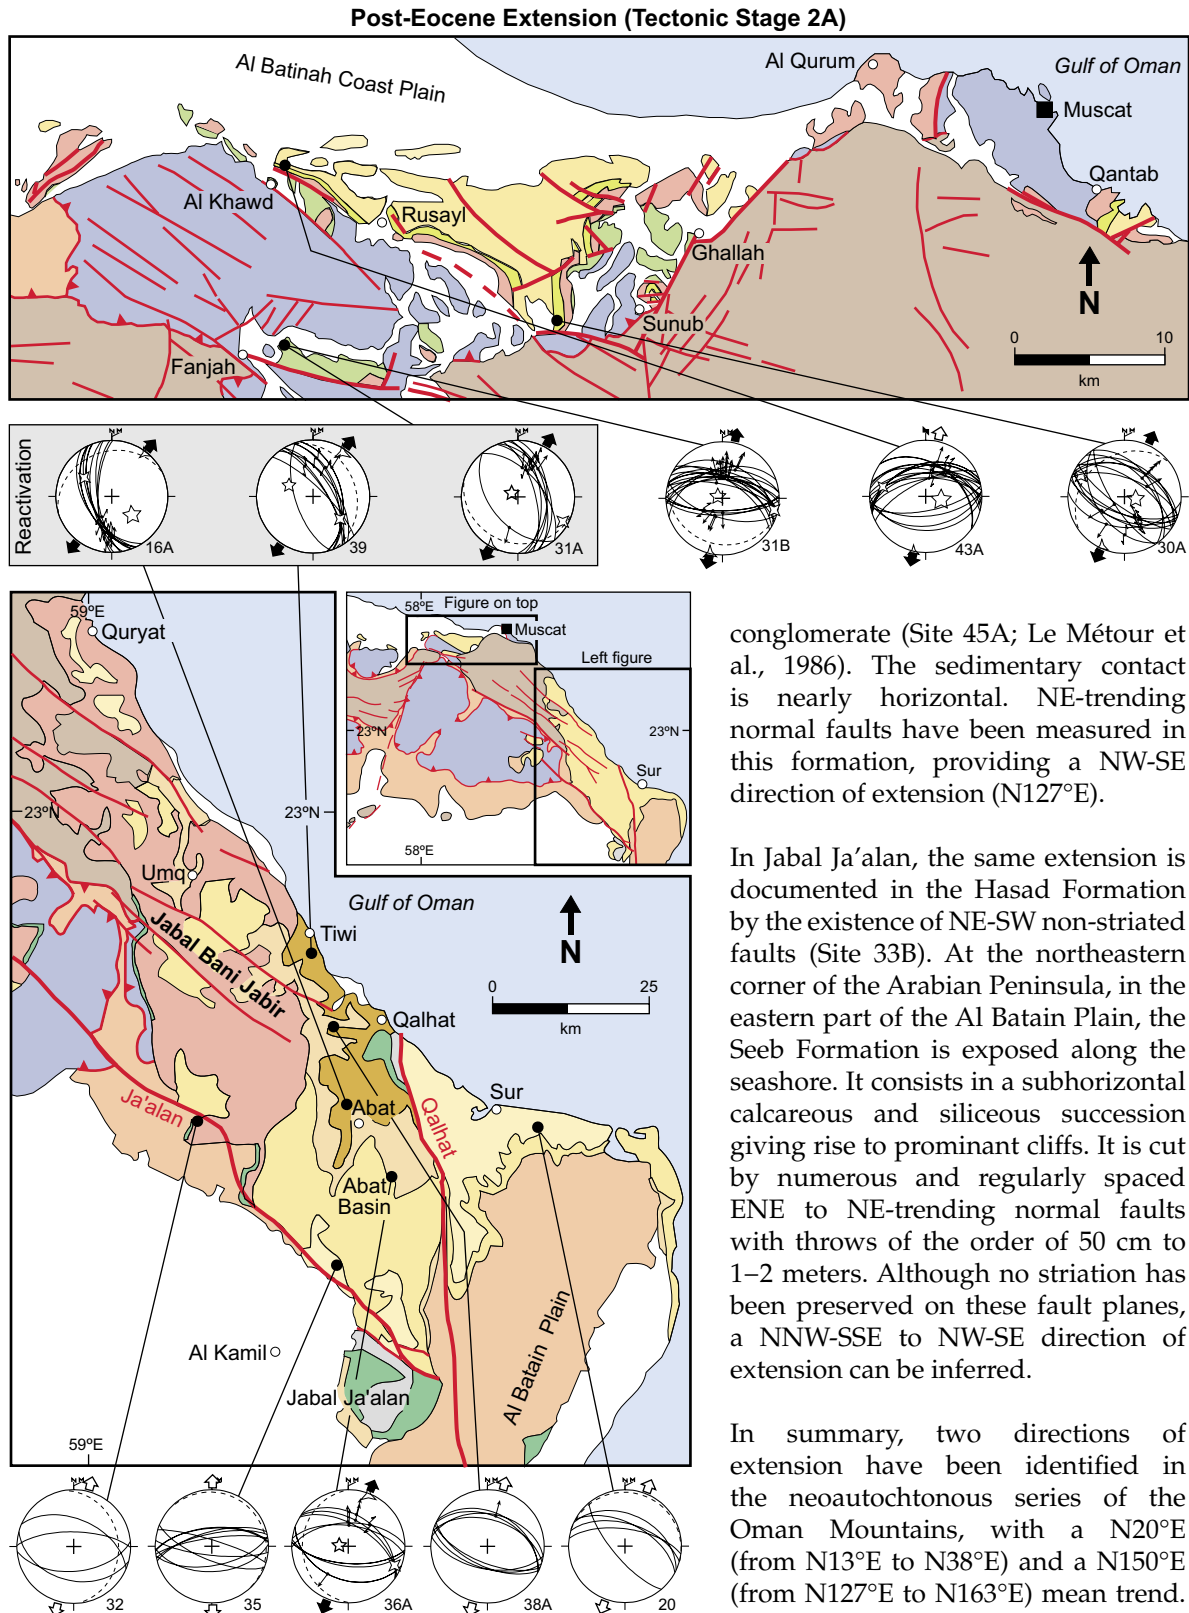 Post-Eocene Extension (Tectonic Stage 2A)
Al Batinah Coast Plain
Al Qurum
Gulf of Oman
Muscat
Qantab
Al Khawd
Rusayl
Ghallah
Sunub
Fanjah
N
0 10
km
Reactivation
16A
39
31A
31B
43A
30A
59ºE
Quryat
58ºE
Figure on top
Muscat
Left figure
23ºN
23ºN
Sur
58ºE
23ºN
23ºN
Umq
Gulf of Oman
Jabal Bani Jabir
Tiwi
N
0 25
km
Qalhat
Sur
Ja'alan
Abat
Qalhat
Abat
Basin
Al Kamil
Jabal Ja'alan
Al Batain Plain
59ºE
32
35
36A
38A
20
conglomerate (Site 45A; Le Métour et
al., 1986). The sedimentary contact
is nearly horizontal. NE-trending
normal faults have been measured in
this formation, providing a NW-SE
direction of extension (N127°E).
In Jabal Ja’alan, the same extension is
documented in the Hasad Formation
by the existence of NE-SW non-striated
faults (Site 33B). At the northeastern
corner of the Arabian Peninsula, in the
eastern part of the Al Batain Plain, the
Seeb Formation is exposed along the
seashore. It consists in a subhorizontal
calcareous and siliceous succession
giving rise to prominant cliffs. It is cut
by numerous and regularly spaced
ENE to NE-trending normal faults
with throws of the order of 50 cm to
1–2 meters. Although no striation has
been preserved on these fault planes,
a NNW-SSE to NW-SE direction of
extension can be inferred.
In summary, two directions of
extension have been identified in
the neoautochtonous series of the
Oman Mountains, with a N20°E
(from N13°E to N38°E) and a N150°E
(from N127°E to N163°E) mean trend.